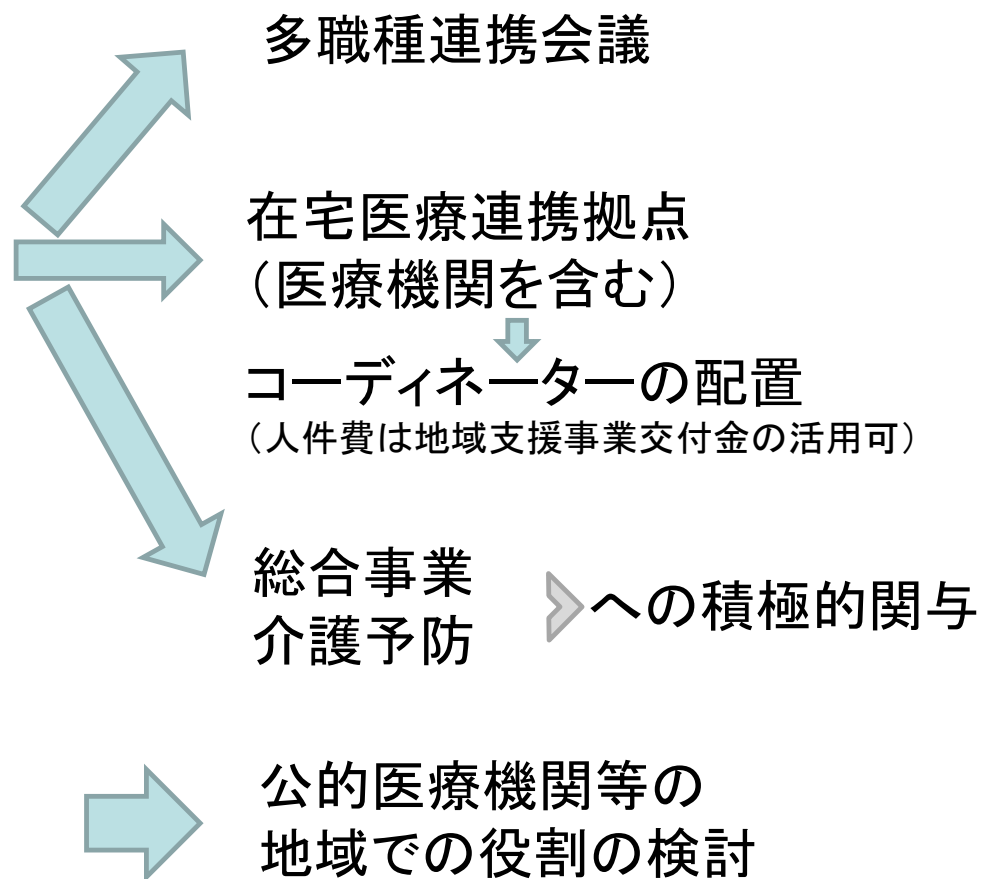 多職種連携会議
在宅医療連携拠点
（医療機関を含む）
コーディネーターの配置
（人件費は地域支援事業交付金の活用可）
総合事業
介護予防
への積極的関与
公的医療機関等の
地域での役割の検討